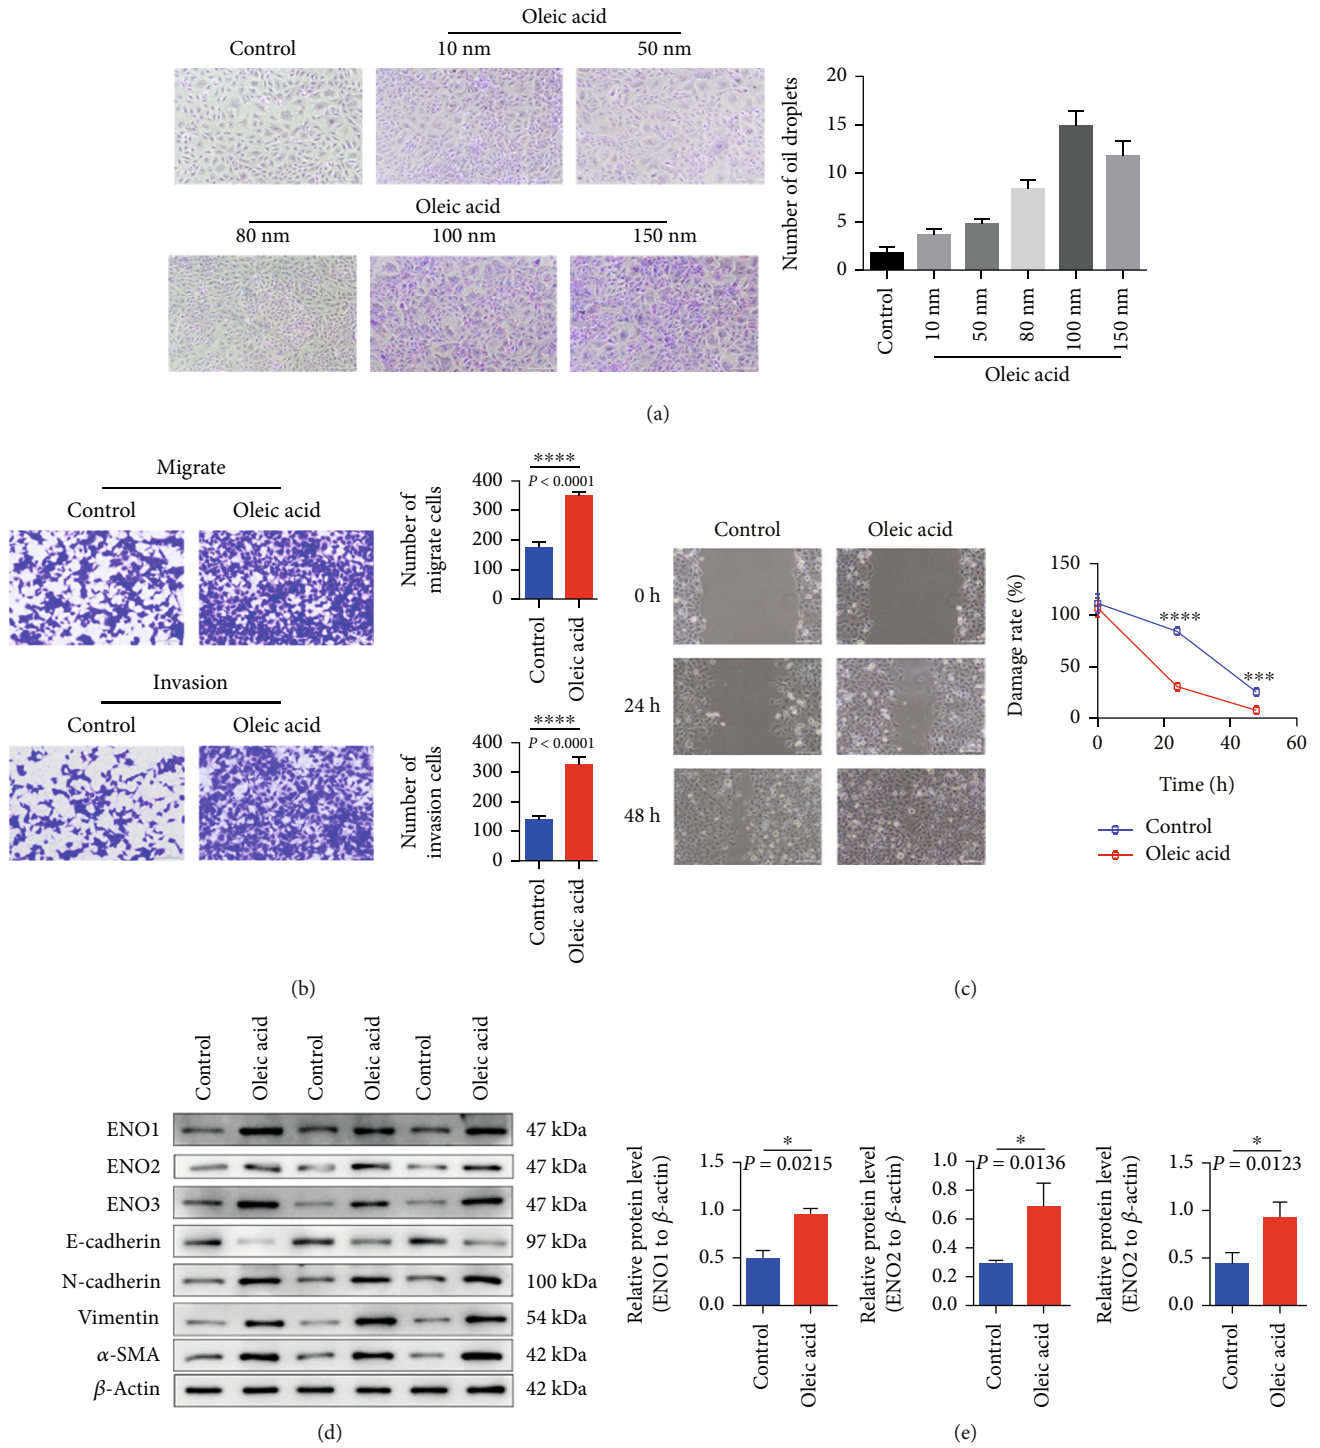 Oleic acid
Control
10 nm
50 nm
Oleic acid
80 nm
100 nm
150 nm
Number of oil droplets
20
15
10
5
0
Control
10 nm
50 nm
80 nm
100 nm
150 nm
Oleic acid
(a)
Migrate
Control
Oleic acid
Number of
migrate cells
400
300
200
100
0
****
P < 0.0001
Control
Oleic acid
Invasion
Control
Oleic acid
Number of
invasion cells
400
300
200
100
0
****
P < 0.0001
Control
Oleic acid
(b)
Control
Oleic acid
0 h
24 h
48 h
Damage rate (%)
150
100
50
0
****
***
0
20
40
60
Time (h)
Control
Oleic acid
(c)
Control
Oleic acid
Control
Oleic acid
Control
Oleic acid
ENO1
47 kDa
ENO2
47 kDa
ENO3
47 kDa
E-cadherin
97 kDa
N-cadherin
100 kDa
Vimentin
54 kDa
α-SMA
42 kDa
β-Actin
42 kDa
(d)
Relative protein level
(ENO1 to β-actin)
1.5
1.0
0.5
0.0
*
P = 0.0215
Control
Oleic acid
Relative protein level
(ENO2 to β-actin)
1.0
0.8
0.6
0.4
0.2
0.0
*
P = 0.0136
Control
Oleic acid
Relative protein level
(ENO2 to β-actin)
1.5
1.0
0.5
0.0
*
P = 0.0123
Control
Oleic acid
(e)